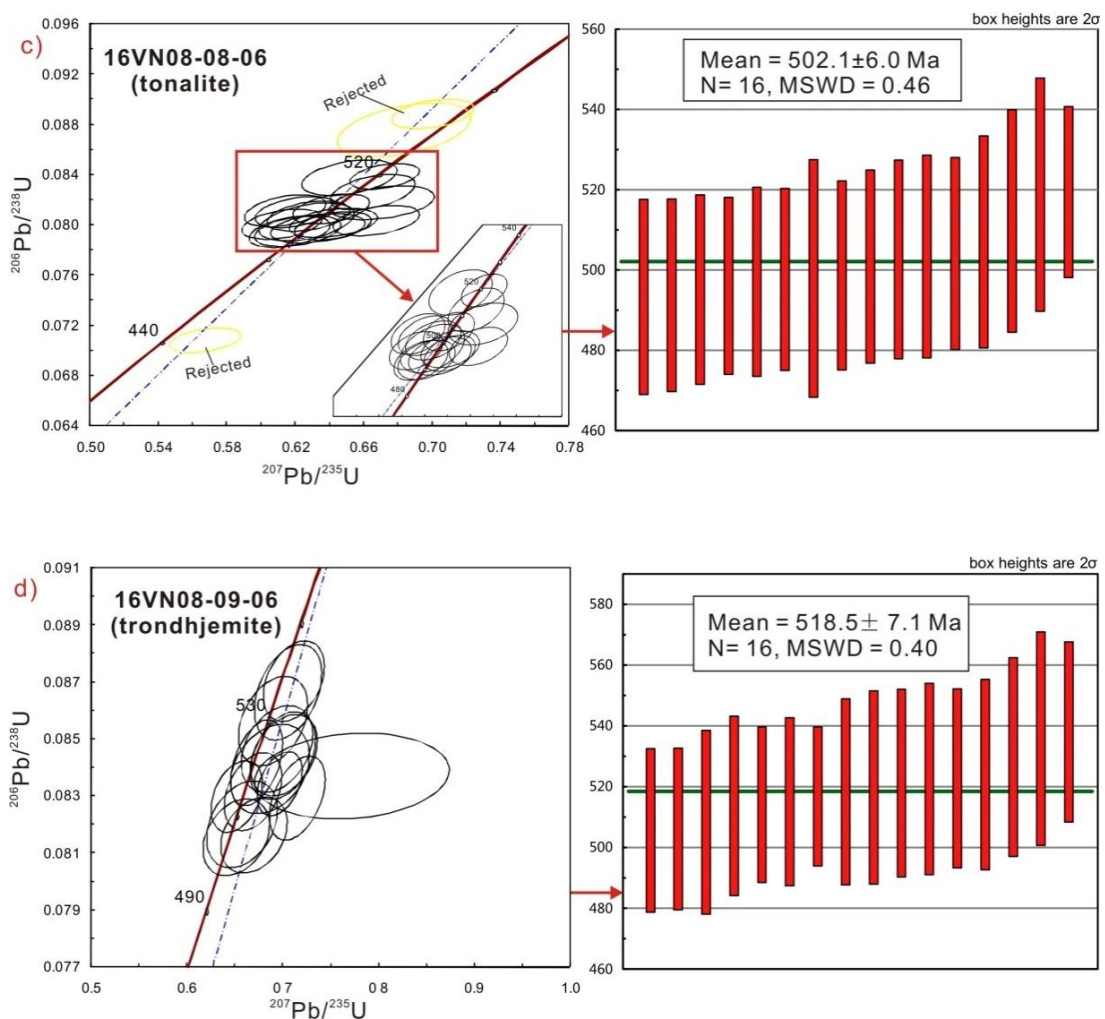 c)
16VN08-08-06
(tonalite)
Rejected
520
440
Rejected
540
520
500
480
0.096
0.092
0.088
0.084
0.080
0.076
0.072
0.068
0.064
0.50
0.54
0.58
0.62
0.66
0.70
0.74
0.78
²⁰⁶Pb/²³⁸U
²⁰⁷Pb/²³⁵U
box heights are 2σ
Mean = 502.1±6.0 Ma
N= 16, MSWD = 0.46
560
540
520
500
480
460
d)
16VN08-09-06
(trondhjemite)
530
490
0.091
0.089
0.087
0.085
0.083
0.081
0.079
0.077
0.5
0.6
0 7
0.8
0.9
1.0
²⁰⁶Pb/²³⁸U
²⁰⁷Pb/²³⁵U
box heights are 2σ
Mean = 518.5± 7.1 Ma
N= 16, MSWD = 0.40
580
560
540
520
500
480
460